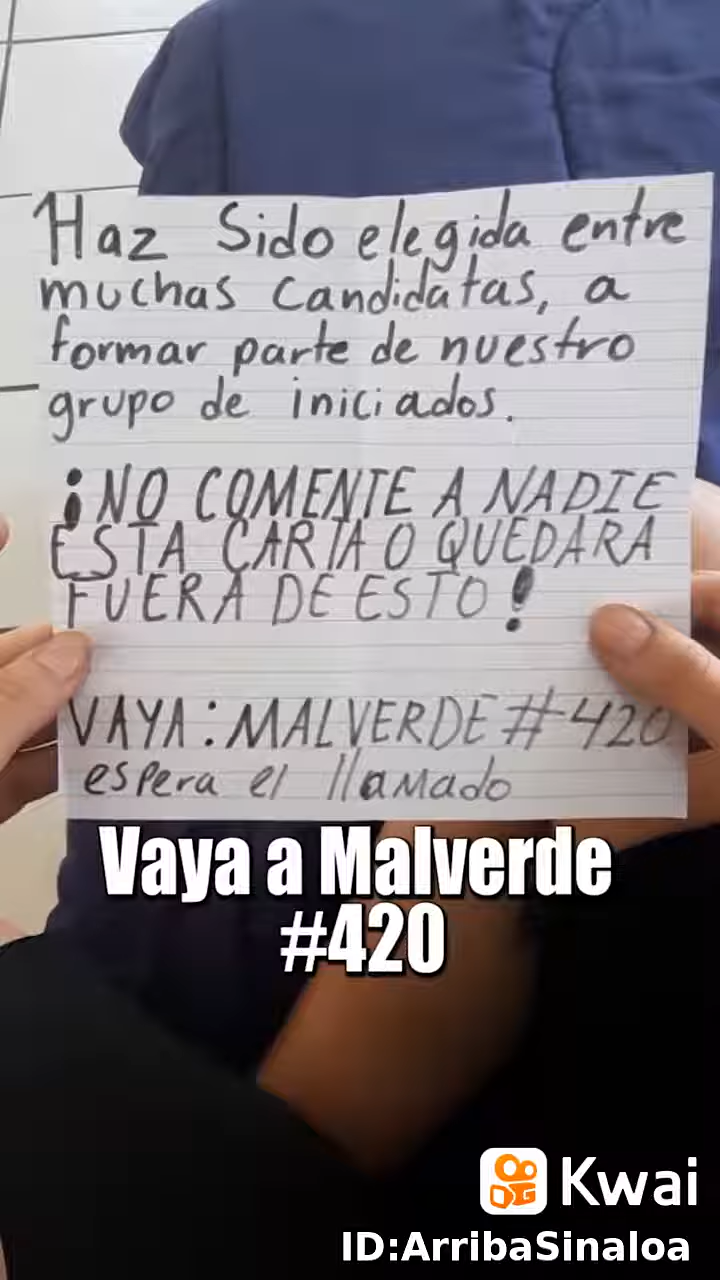 Haz Sido elegida entre
muchas candidatas, a
formar parte de nuestro
grupo de iniciados.
¡NO COMENTE A NADIE
ESTA CARTA O QUEDARA
FUERA DE ESTO!
VAYA: MALVERDE #420
espera el llamado
Vaya a Malverde
#420
Kwai
ID:ArribaSinaloa